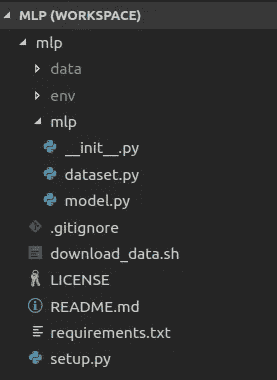 MLP (WORKSPACE)
mlp
data
env
mlp
__init__.py
dataset.py
model.py
.gitignore
download_data.sh
LICENSE
README.md
requirements.txt
setup.py